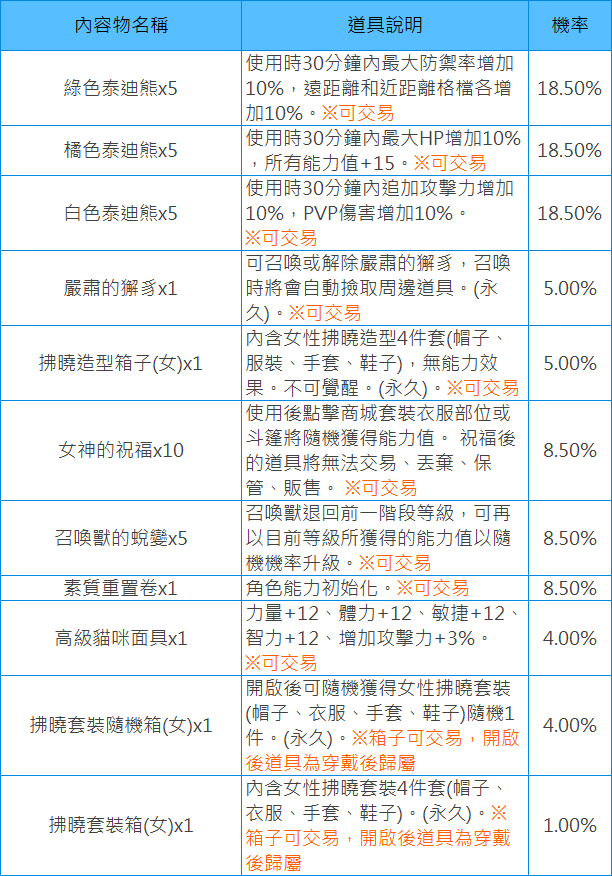 內容物名稱 道具說明 機率
綠色泰迪熊x5 使用時30分鐘內最大防禦率增加
10%，遠距離和近距離格檔各增 18.50%
加10%。※可交易
橘色泰迪熊x5 使用時30分鐘內最大HP增加10% 18.50%
，所有能力值+15。※可交易
白色泰迪熊x5 使用時30分鐘內追加攻擊力增加
10%，PVP傷害增加10%。 18.50%
※可交易
嚴肅的獬豸x1 可召喚或解除嚴肅的獬豸，召喚
時將會自動撿取周邊道具。(永 5.00%
久)。※可交易
拂曉造型箱子(女)x1 內含女性拂曉造型4件套(帽子、
服裝、手套、鞋子)，無能力效 5.00%
果。不可覺醒。(永久)。※可交易
女神的祝福x10 使用後點擊商城套裝衣服部位或
斗篷將隨機獲得能力值。 祝福後 8.50%
的道具將無法交易、丟棄、保
管、販售。 ※可交易
召喚獸的蛻變x5 召喚獸退回前一階段等級，可再
以目前等級所獲得的能力值以隨 8.50%
機機率升級。※可交易
素質重置卷x1 角色能力初始化。※可交易 8.50%
高級貓咪面具x1 力量+12、體力+12、敏捷+12、
智力+12、增加攻擊力+3%。 4.00%
※可交易
拂曉套裝隨機箱(女)x1 開啟後可隨機獲得女性拂曉套裝
(帽子、衣服、手套、鞋子)隨機1 4.00%
件。(永久)。※箱子可交易，開啟
後道具為穿戴後歸屬
拂曉套裝箱(女)x1 內含女性拂曉套裝4件套(帽子、
衣服、手套、鞋子)。(永久)。※ 1.00%
箱子可交易，開啟後道具為穿戴
後歸屬